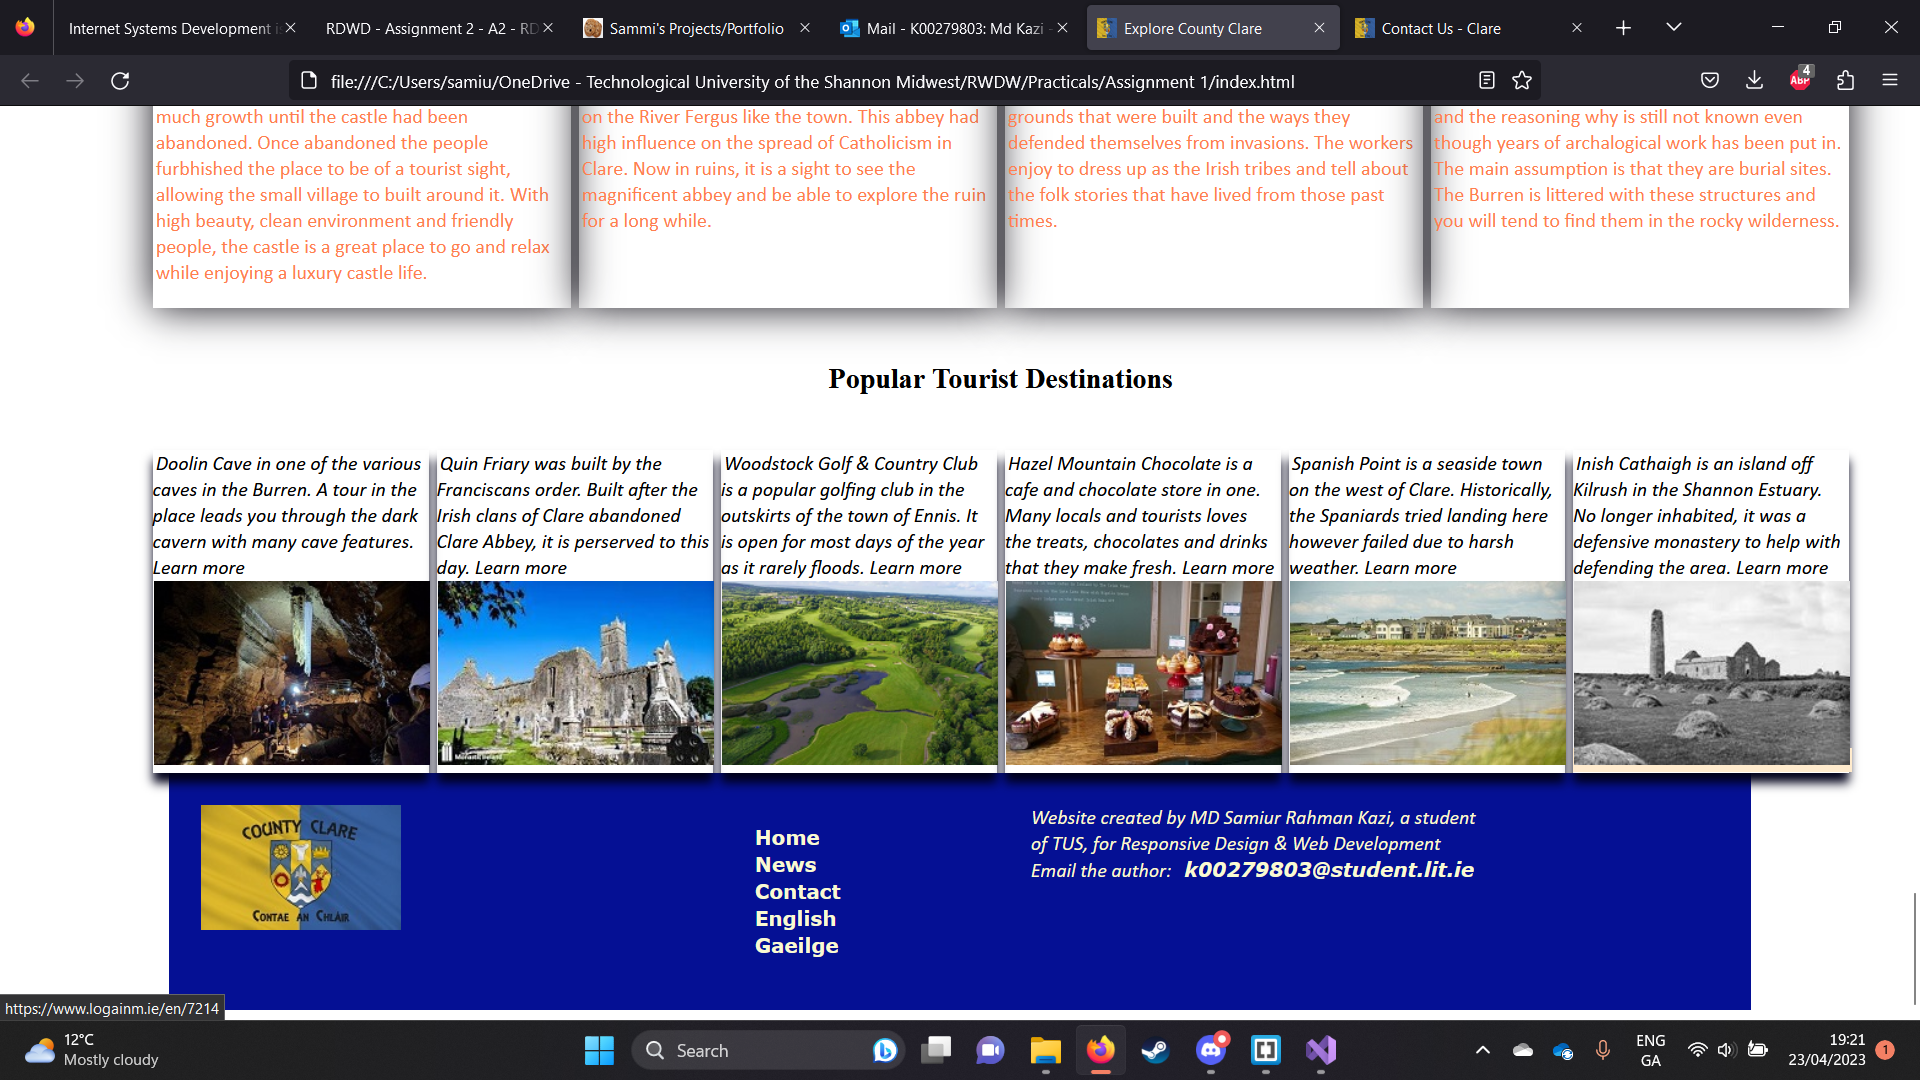 Internet Systems Development is
RDWD - Assignment 2 - A2 - RD
Sammi's Projects/Portfolio
Mail - K00279803: Md Kazi -
Explore County Clare
Contact Us - Clare
file:///C:/Users/samiu/OneDrive - Technological University of the Shannon Midwest/RWDW/Practicals/Assignment 1/index.html
ABP
4
much growth until the castle had been
abandoned. Once abandoned the people
furbhished the place to be of a tourist sight,
allowing the small village to built around it. With
high beauty, clean environment and friendly
people, the castle is a great place to go and relax
while enjoying a luxury castle life.
on the River Fergus like the town. This abbey had
high influence on the spread of Catholicism in
Clare. Now in ruins, it is a sight to see the
magnificent abbey and be able to explore the ruin
for a long while.
grounds that were built and the ways they
defended themselves from invasions. The workers
enjoy to dress up as the Irish tribes and tell about
the folk stories that have lived from those past
times.
and the reasoning why is still not known even
though years of archalogical work has been put in.
The main assumption is that they are burial sites.
The Burren is littered with these structures and
you will tend to find them in the rocky wilderness.
Popular Tourist Destinations
Doolin Cave in one of the various
caves in the Burren. A tour in the
place leads you through the dark
cavern with many cave features.
Learn more
Quin Friary was built by the
Franciscans order. Built after the
Irish clans of Clare abandoned
Clare Abbey, it is perserved to this
day. Learn more
Woodstock Golf & Country Club
is a popular golfing club in the
outskirts of the town of Ennis. It
is open for most days of the year
as it rarely floods. Learn more
Hazel Mountain Chocolate is a
cafe and chocolate store in one.
Many locals and tourists loves
the treats, chocolates and drinks
that they make fresh. Learn more
Spanish Point is a seaside town
on the west of Clare. Historically,
the Spaniards tried landing here
however failed due to harsh
weather. Learn more
Inish Cathaigh is an island off
Kilrush in the Shannon Estuary.
No longer inhabited, it was a
defensive monastery to help with
defending the area. Learn more
Monastic Ireland
COUNTY CLARE
CONTAE AN CHLÁIR
Home
News
Contact
English
Gaeilge
Website created by MD Samiur Rahman Kazi, a student
of TUS, for Responsive Design & Web Development
Email the author: k00279803@student.lit.ie
https://www.logainm.ie/en/7214
12°C
Mostly cloudy
Search
ENG
GA
19:21
23/04/2023
1